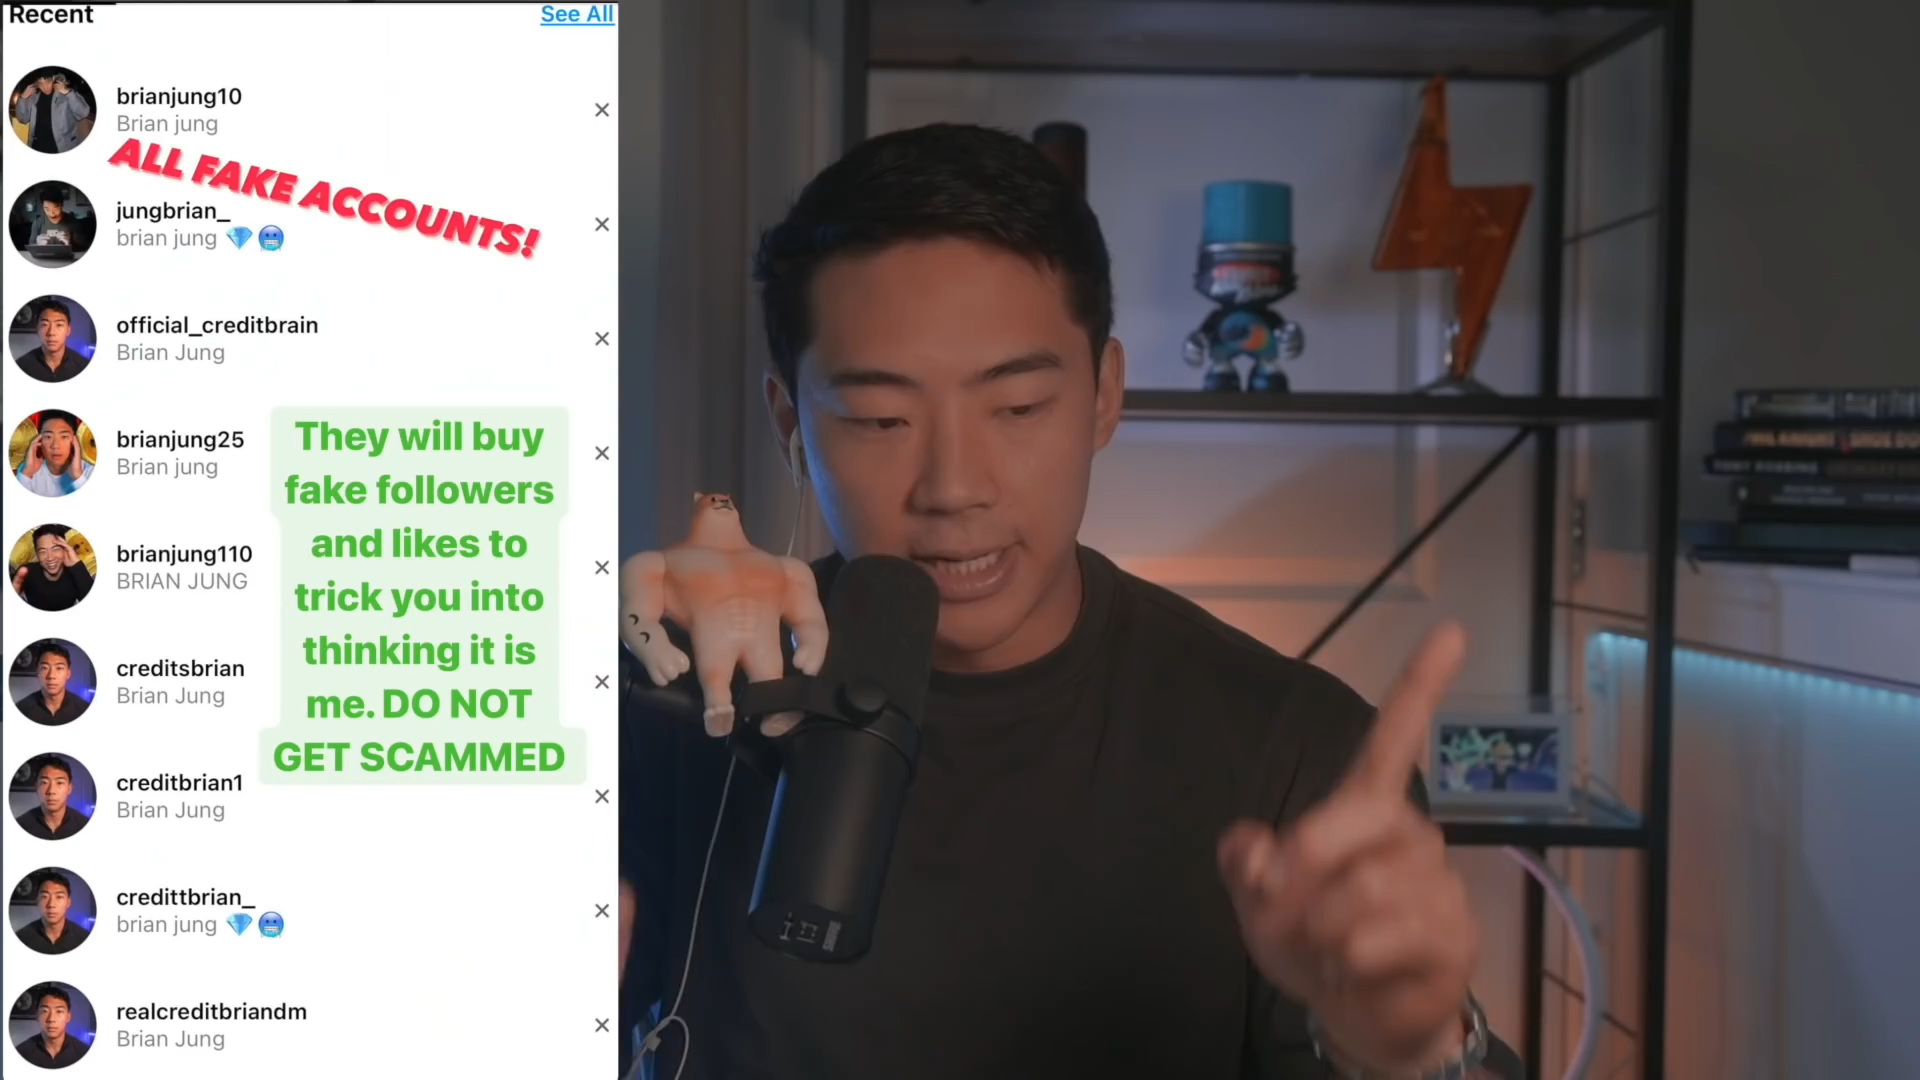 Recent
See All
brianjung10
Brian jung
ALL FAKE ACCOUNTS!
jungbrian_
brian jung 💎🥶
official_creditbrain
Brian Jung
brianjung25
Brian jung
They will buy
fake followers
and likes to
trick you into
thinking it is
me. DO NOT
GET SCAMMED
brianjung110
BRIAN JUNG
creditsbrian
Brian Jung
creditbrian1
Brian Jung
credittbrian_
brian jung 💎🥶
realcreditbriandm
Brian Jung
TONY ROBBINS